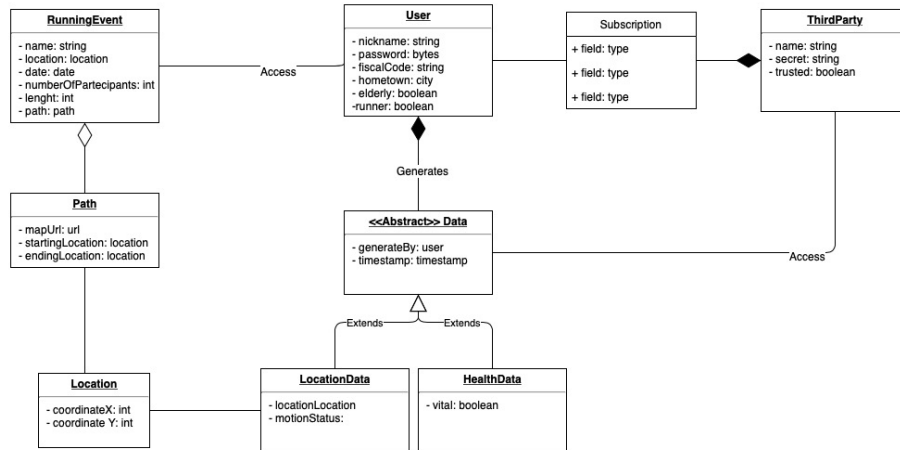 RunningEvent
- name: string
- location: location
- date: date
- numberOfPartecipants: int
- lenght: int
- path: path
Access
User
- nickname: string
- password: bytes
- fiscalCode: string
- hometown: city
- elderly: boolean
-runner: boolean
Subscription
+ field: type
+ field: type
+ field: type
ThirdParty
- name: string
- secret: string
- trusted: boolean
Generates
Path
- mapUrl: url
- startingLocation: location
- endingLocation: location
<<Abstract>> Data
- generateBy: user
- timestamp: timestamp
Access
Extends
Extends
Location
- coordinateX: int
- coordinate Y: int
LocationData
- locationLocation
- motionStatus:
HealthData
- vital: boolean